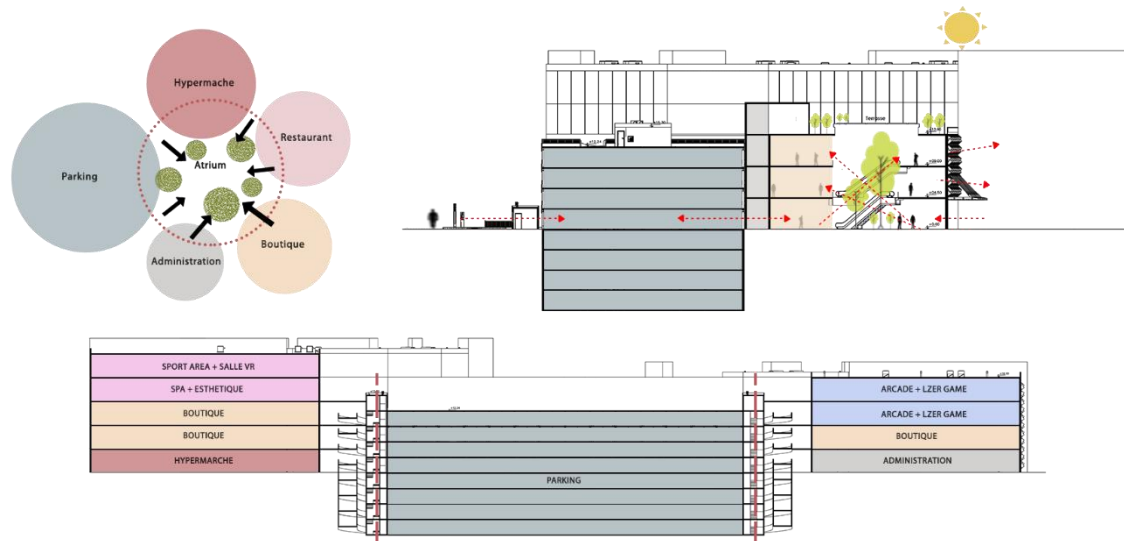 Hypermache
Restaurant
Atrium
Parking
Boutique
Administration
Terrasse
SPORT AREA + SALLE VR
SPA + ESTHETIQUE
BOUTIQUE
BOUTIQUE
HYPERMARCHE
PARKING
ARCADE + LZER GAME
ARCADE + LZER GAME
BOUTIQUE
ADMINISTRATION